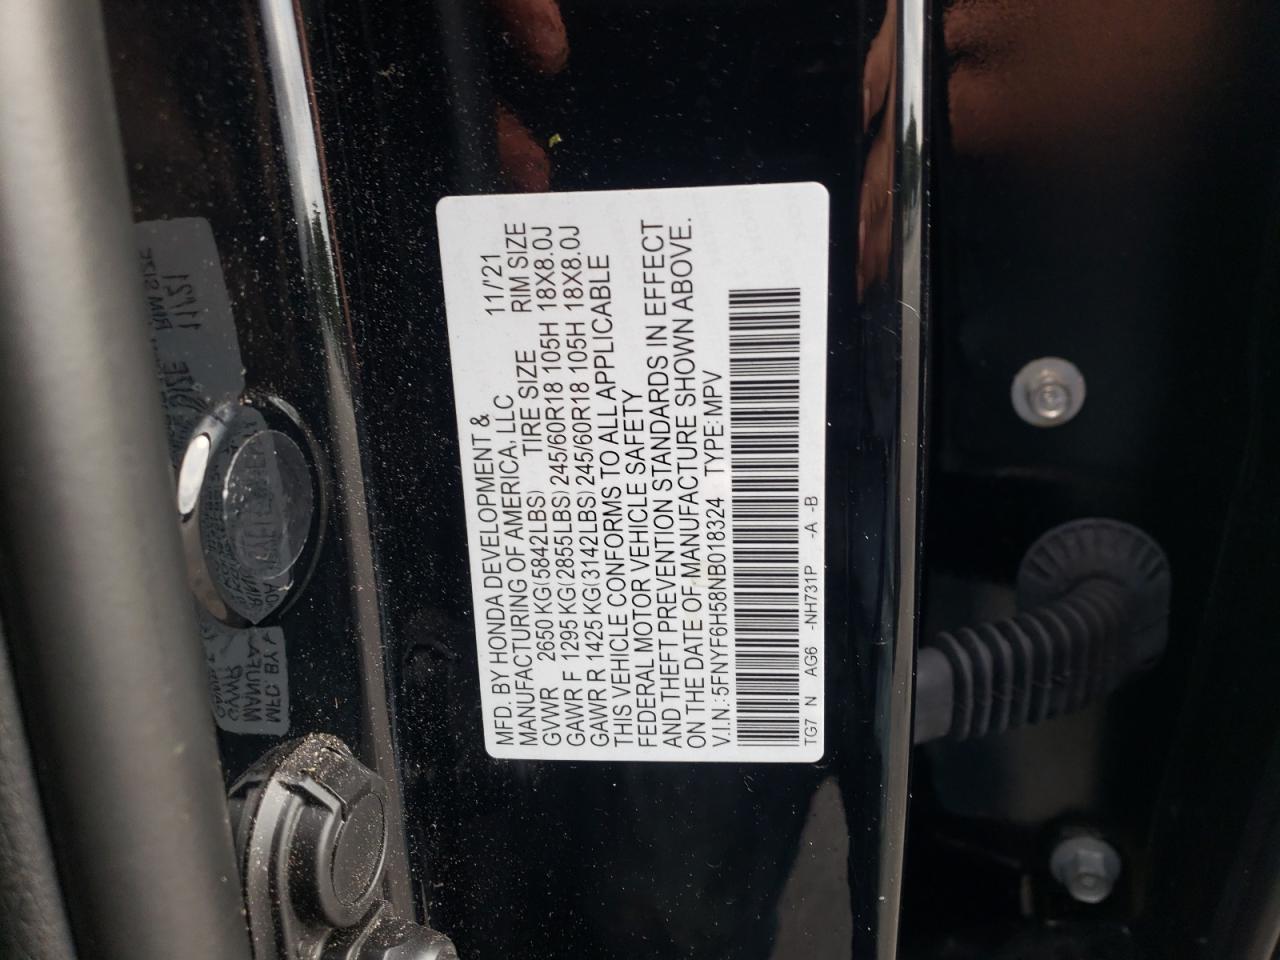 MFD. BY HONDA DEVELOPMENT &
MANUFACTURING OF AMERICA, LLC 11/'21
GVWR 2650 KG(5842LBS) TIRE SIZE RIM SIZE
GAWR F 1295 KG(2855LBS) 245/60R18 105H 18X8.0J
GAWR R 1425 KG(3142LBS) 245/60R18 105H 18X8.0J
THIS VEHICLE CONFORMS TO ALL APPLICABLE
FEDERAL MOTOR VEHICLE SAFETY
AND THEFT PREVENTION STANDARDS IN EFFECT
ON THE DATE OF MANUFACTURE SHOWN ABOVE.
V.I.N.:5FNYF6H58NB018324 TYPE:MPV
TG7 N AG6 -NH731P -A -B